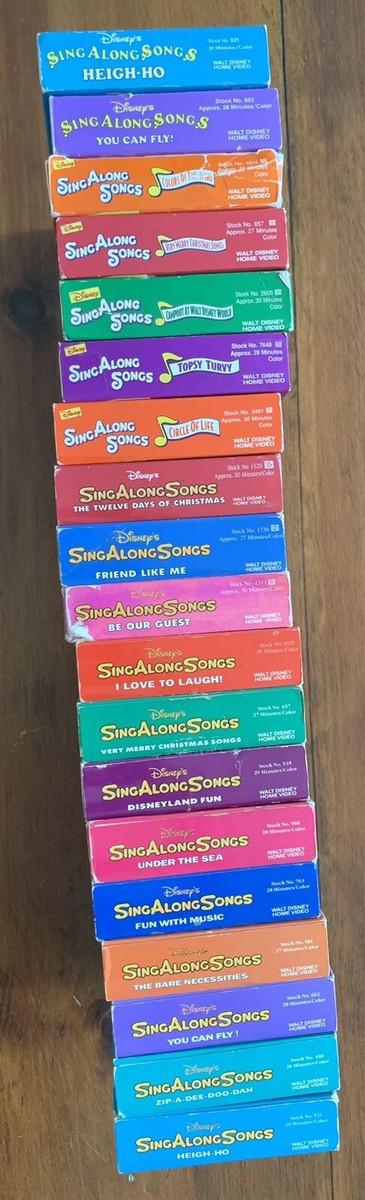 Disney's
SING ALONG SONGS
HEIGH-HO
Stock No. 531
28 Minutes/Color
WALT DISNEY
HOME VIDEO
Disney's
SING ALONG SONGS
YOU CAN FLY!
Stock No. 662
Approx. 28 Minutes/Color
WALT DISNEY
HOME VIDEO
Disney
SING ALONG
SONGS
COLORS OF THE
WALT DISNEY
HOME VIDEO
Disney
SING ALONG
SONGS
VERY MERRY CHRISTMAS SONGS
Stock No. 657
Approx. 27 Minutes
Color
WALT DISNEY
HOME VIDEO
Disney
SING ALONG
SONGS
CAMPOUT AT WALT DISNEY WORLD
Stock No. 2605
Approx. 30 Minutes
Color
WALT DISNEY
HOME VIDEO
Disney
SING ALONG
SONGS
TOPSY TURVY
Stock No. 7648
Approx. 28 Minutes
Color
WALT DISNEY
HOME VIDEO
Disney
SING ALONG
SONGS
CIRCLE OF LIFE
Stock No. 3491
Approx. 30 Minutes
Color
WALT DISNEY
HOME VIDEO
Disney's
SING ALONG SONGS
THE TWELVE DAYS OF CHRISTMAS
Stock No. 1525
Approx. 30 Minutes/Color
WALT DISNEY
HOME VIDEO
Disney's
SING ALONG SONGS
FRIEND LIKE ME
Stock No. 1730
Approx. 27 Minutes/Color
WALT DISNEY
HOME VIDEO
Disney's
SING ALONG SONGS
BE OUR GUEST
Stock No. 1311
Approx. 30 Minutes/Color
WALT DISNEY
HOME VIDEO
Disney's
SING ALONG SONGS
I LOVE TO LAUGH!
Stock No.
29 Minutes/Color
WALT DISNEY
HOME VIDEO
Disney's
SING ALONG SONGS
VERY MERRY CHRISTMAS SONGS
Stock No. 657
27 Minutes/Color
WALT DISNEY
HOME VIDEO
Disney's
SING ALONG SONGS
DISNEYLAND FUN
Stock No. 935
29 Minutes/Color
WALT DISNEY
HOME VIDEO
Disney's
SING ALONG SONGS
UNDER THE SEA
Stock No. 908
28 Minutes/Color
WALT DISNEY
HOME VIDEO
Disney's
SING ALONG SONGS
FUN WITH MUSIC
Stock No. 763
28 Minutes/Color
WALT DISNEY
HOME VIDEO
Disney's
SING ALONG SONGS
THE BARE NECESSITIES
Stock No. 581
27 Minutes/Color
WALT DISNEY
HOME VIDEO
Disney's
SING ALONG SONGS
YOU CAN FLY!
Stock No. 662
28 Minutes/Color
WALT DISNEY
HOME VIDEO
Disney's
SING ALONG SONGS
ZIP-A-DEE-DOO-DAH
Stock No. 480
28 Minutes/Color
WALT DISNEY
HOME VIDEO
Disney's
SING ALONG SONGS
HEIGH-HO
Stock No. 531
28 Minutes/Color
WALT DISNEY
HOME VIDEO